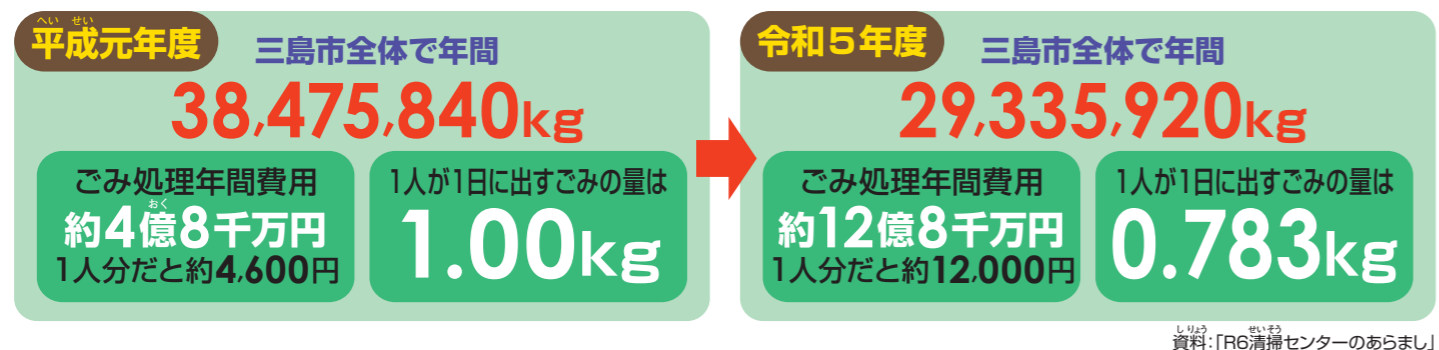 平成元年度
へいせい
三島市全体で年間
38,475,840kg
ごみ処理年間費用
約4億8千万円
おく
1人分だと約4,600円
1人が1日に出すごみの量は
1.00kg
令和5年度
三島市全体で年間
29,335,920kg
ごみ処理年間費用
約12億8千万円
1人分だと約12,000円
1人が1日に出すごみの量は
0.783kg
しりょう せいそう
資料:「R6清掃センターのあらまし」